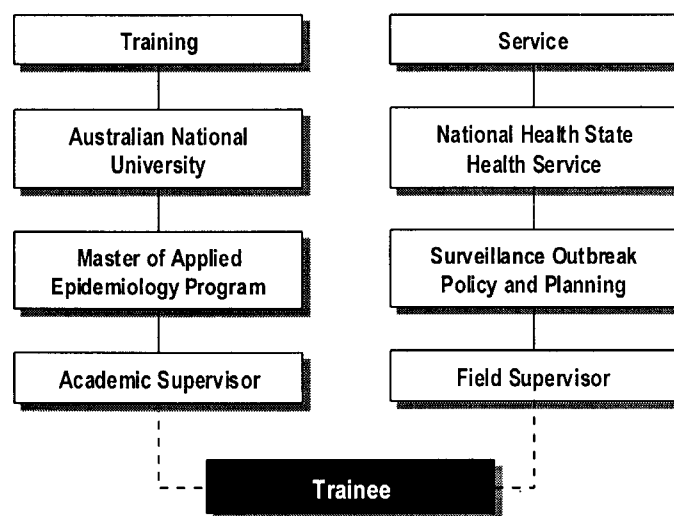 Training
Australian National
University
Master of Applied
Epidemiology Program
Academic Supervisor
Service
National Health State
Health Service
Surveillance Outbreak
Policy and Planning
Field Supervisor
Trainee